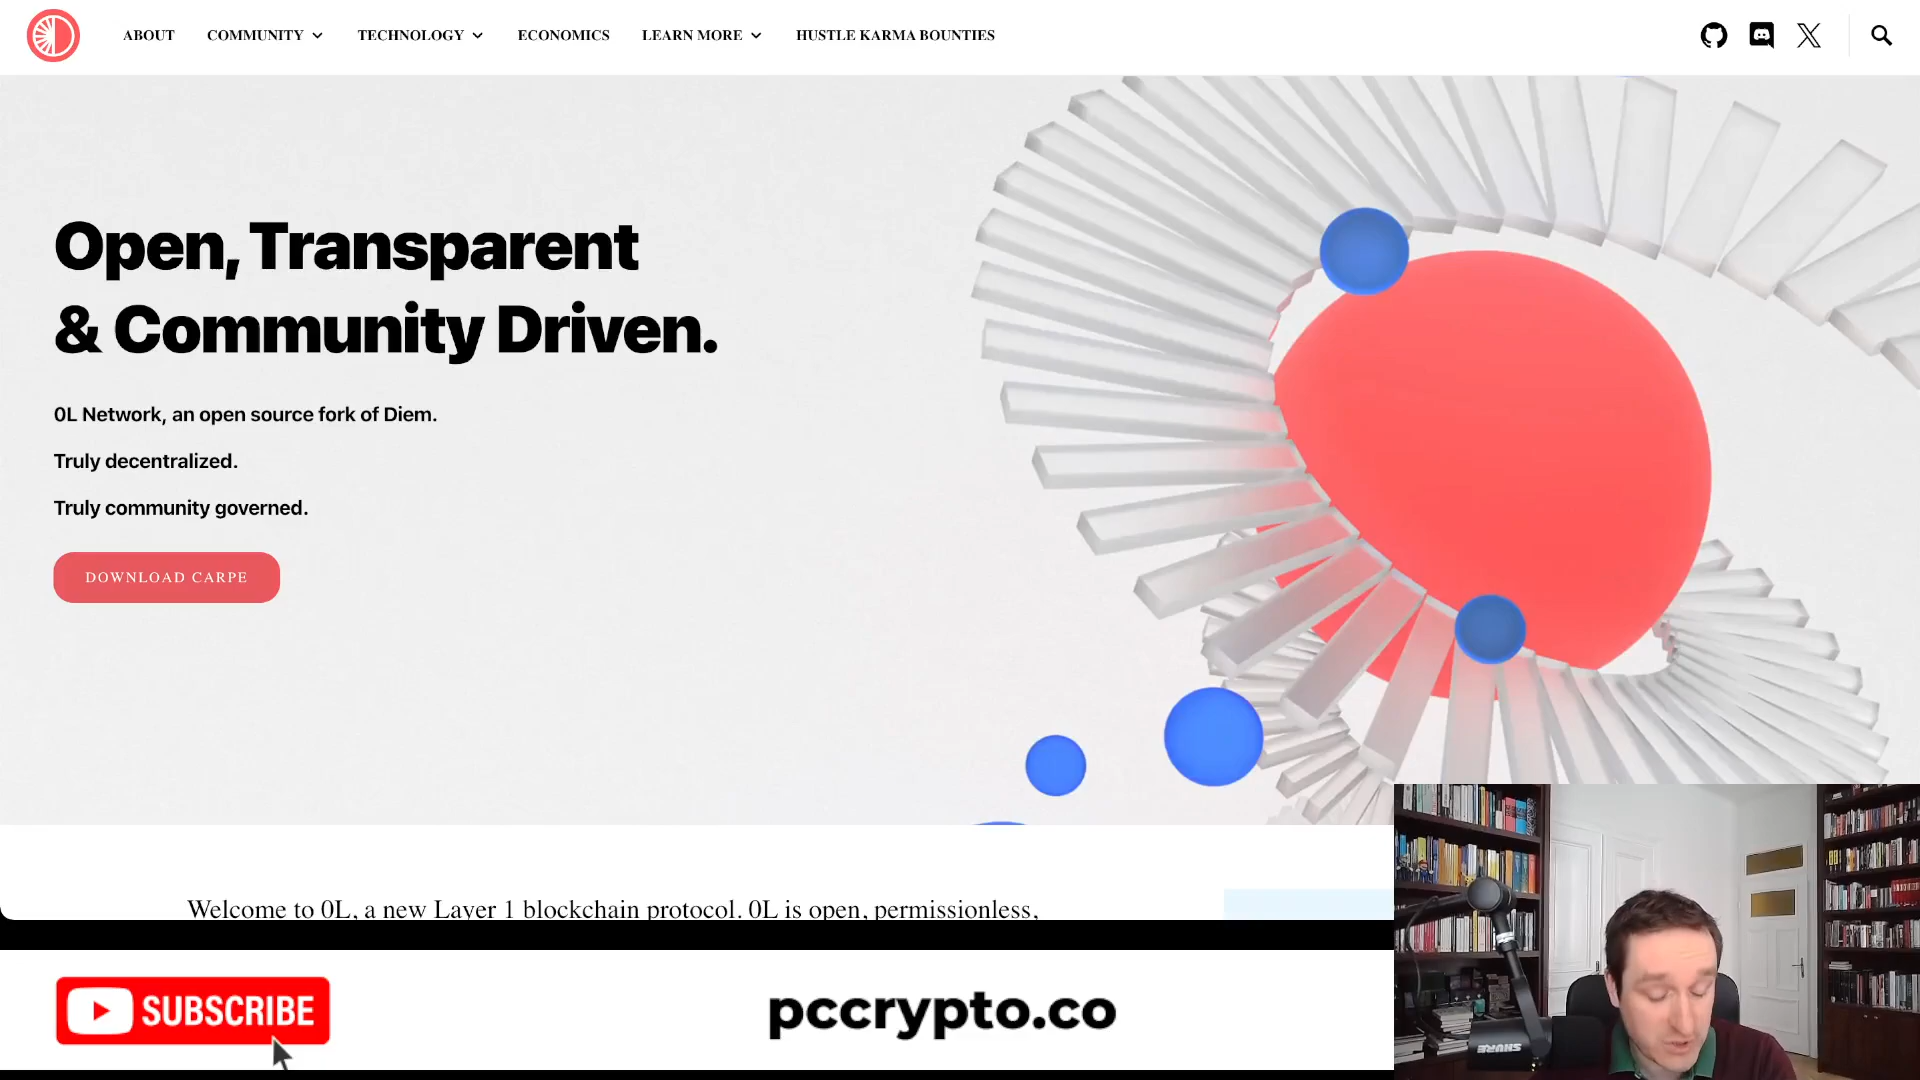 ABOUT
COMMUNITY
TECHNOLOGY
ECONOMICS
LEARN MORE
HUSTLE KARMA BOUNTIES
Open, Transparent
& Community Driven.
0L Network, an open source fork of Diem.
Truly decentralized.
Truly community governed.
DOWNLOAD CARPE
Welcome to 0L, a new Layer 1 blockchain protocol. 0L is open, permissionless,
SUBSCRIBE
pccrypto.co
SHURE